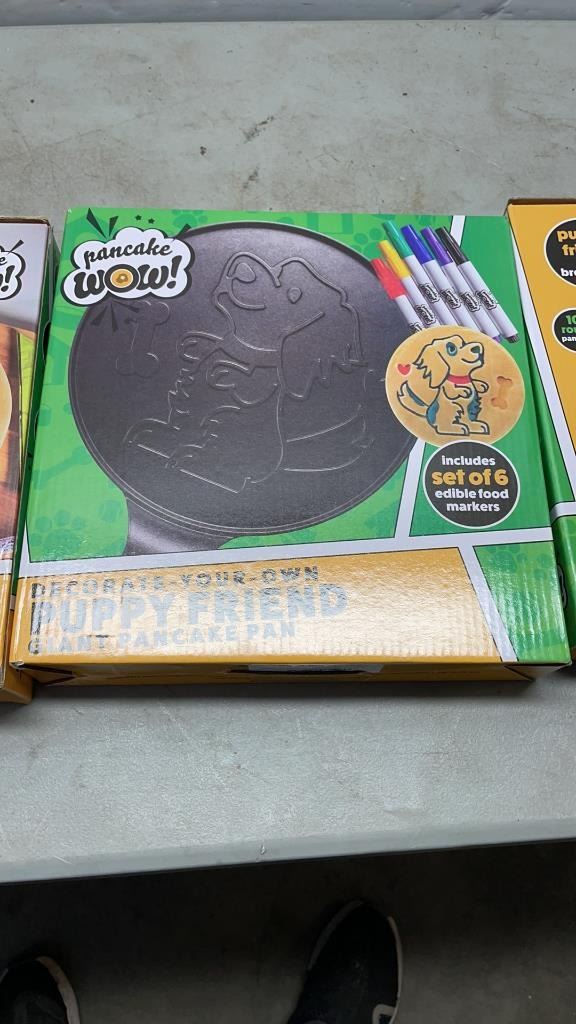 pancake
WOW!
includes
set of 6
edible food
markers
DECORATE-YOUR-OWN
PUPPY FRIEND
GIANT PANCAKE PAN